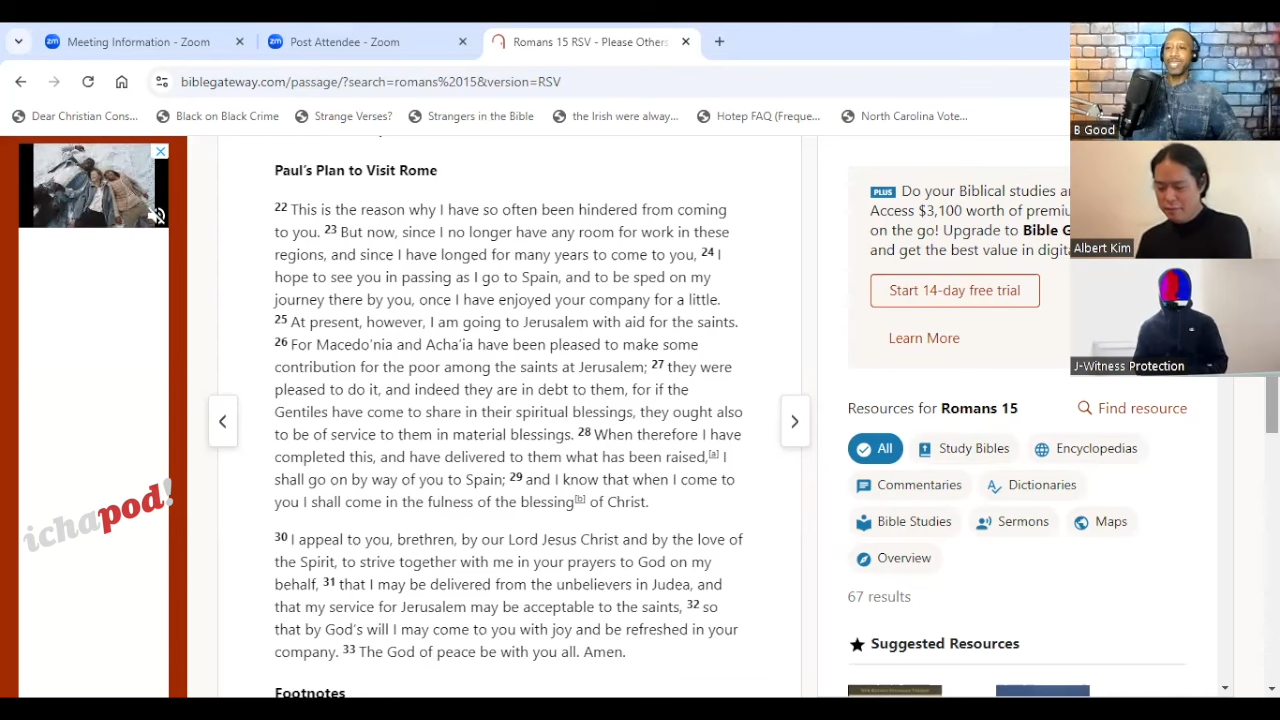 zm Meeting Information - Zoom
zm Post Attendee - Zoom
Romans 15 RSV - Please Others
biblegateway.com/passage/?search=romans%2015&version=RSV
Dear Christian Cons...
Black on Black Crime
Strange Verses?
Strangers in the Bible
the Irish were alway...
Hotep FAQ (Freque...
North Carolina Vote...
B Good
Albert Kim
J-Witness Protection
Paul's Plan to Visit Rome
22 This is the reason why I have so often been hindered from coming
to you. 23 But now, since I no longer have any room for work in these
regions, and since I have longed for many years to come to you, 24 I
hope to see you in passing as I go to Spain, and to be sped on my
journey there by you, once I have enjoyed your company for a little.
25 At present, however, I am going to Jerusalem with aid for the saints.
26 For Macedo'nia and Acha'ia have been pleased to make some
contribution for the poor among the saints at Jerusalem; 27 they were
pleased to do it, and indeed they are in debt to them, for if the
Gentiles have come to share in their spiritual blessings, they ought also
to be of service to them in material blessings. 28 When therefore I have
completed this, and have delivered to them what has been raised,[a] I
shall go on by way of you to Spain; 29 and I know that when I come to
you I shall come in the fulness of the blessing[b] of Christ.
30 I appeal to you, brethren, by our Lord Jesus Christ and by the love of
the Spirit, to strive together with me in your prayers to God on my
behalf, 31 that I may be delivered from the unbelievers in Judea, and
that my service for Jerusalem may be acceptable to the saints, 32 so
that by God's will I may come to you with joy and be refreshed in your
company. 33 The God of peace be with you all. Amen.
Footnotes
ichapod!
PLUS Do your Biblical studies a
Access $3,100 worth of premi
on the go! Upgrade to Bible G
and get the best value in digit
Start 14-day free trial
Learn More
Resources for Romans 15
Find resource
All
Study Bibles
Encyclopedias
Commentaries
Dictionaries
Bible Studies
Sermons
Maps
Overview
67 results
Suggested Resources